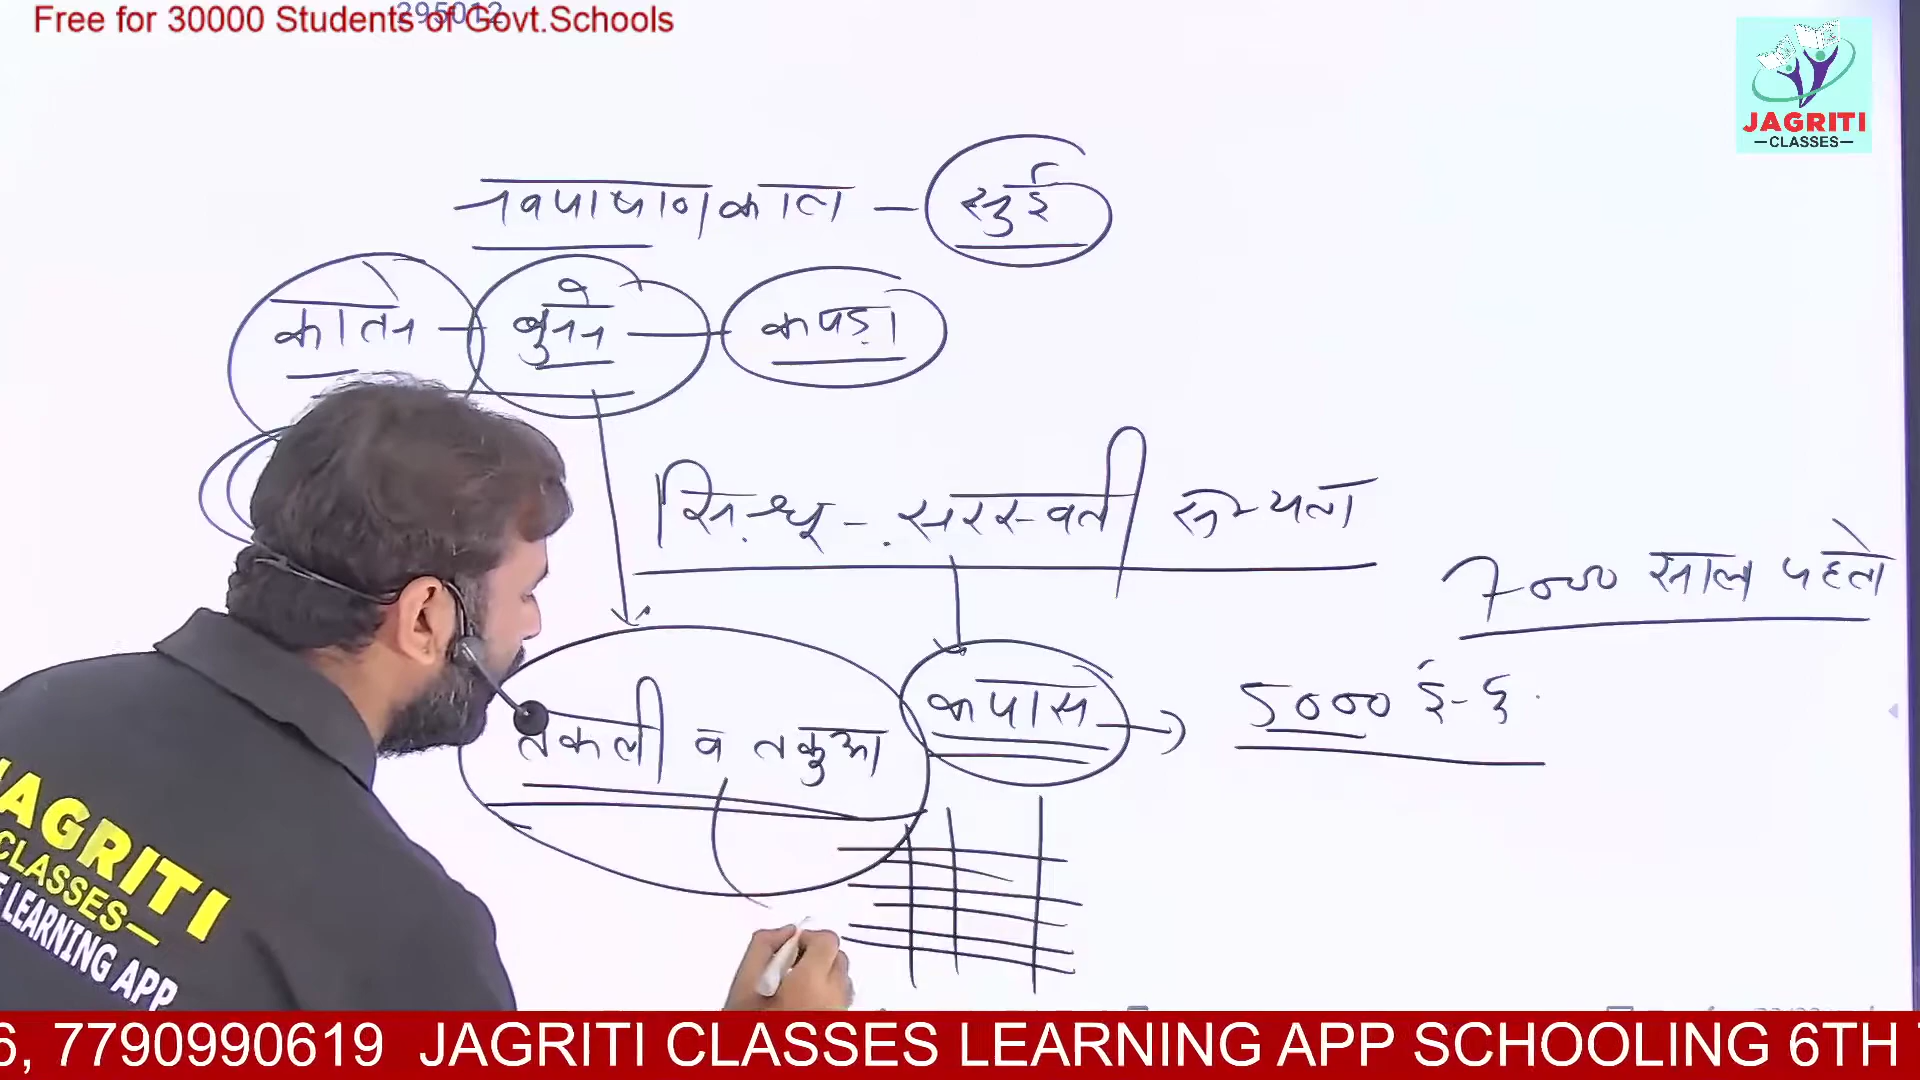 Free for 30000 Students of Govt.Schools
295012
JAGRITI
CLASSES
नवपाषाणकाल - सुई
कातन - बुनने - कपड़ा
सिन्धू - सरस्वती सभ्यता
7000 साल पहले
तकली व तकुआ
कपास → 5000 ई-पू
JAGRITI
CLASSES
LEARNING APP
6, 7790990619 JAGRITI CLASSES LEARNING APP SCHOOLING 6TH